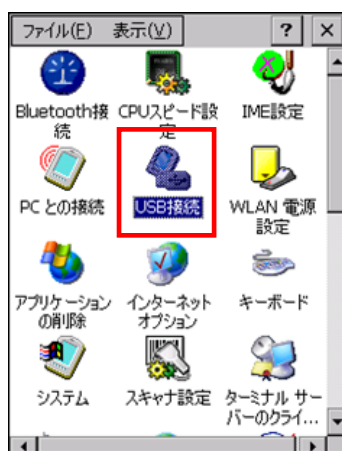 ファイル(F) 表示(V) ? ×
Bluetooth接 CPUスピード設 IME設定
続 定
PC との接続 USB接続 WLAN 電源
設定
アプリケーション インターネット キーボード
の削除 オプション
システム スキャナ設定 ターミナル サー
バーのクライ...